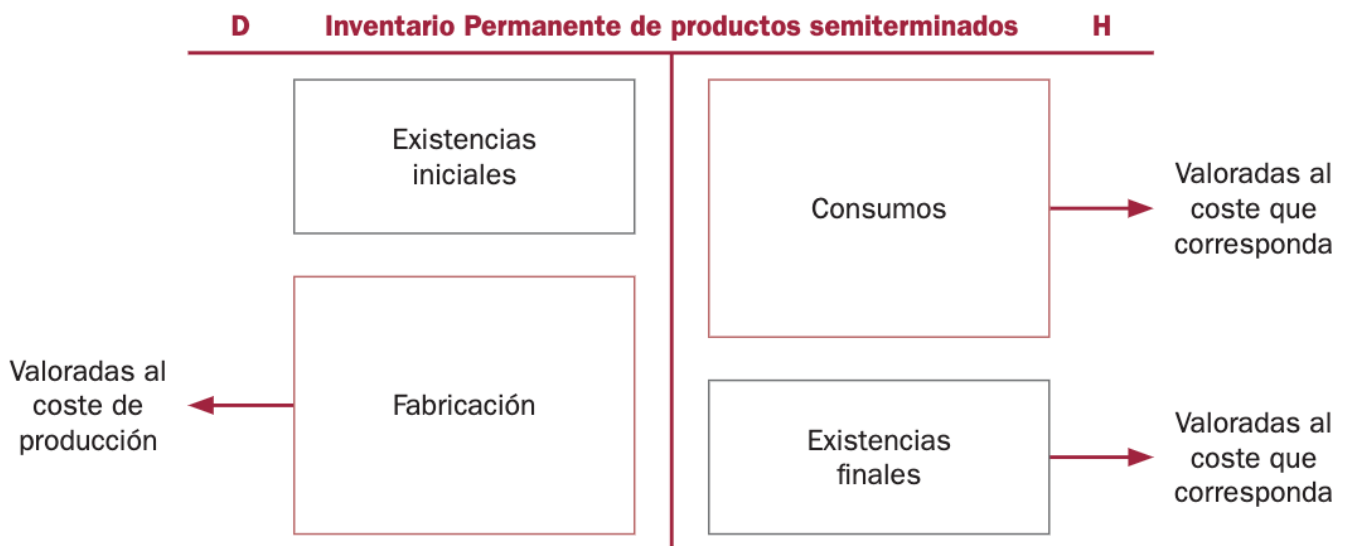 D Inventario Permanente de productos semiterminados H
Existencias
iniciales
Consumos
Valoradas al
coste que
corresponda
Valoradas al
coste de
producción
Fabricación
Existencias
finales
Valoradas al
coste que
corresponda